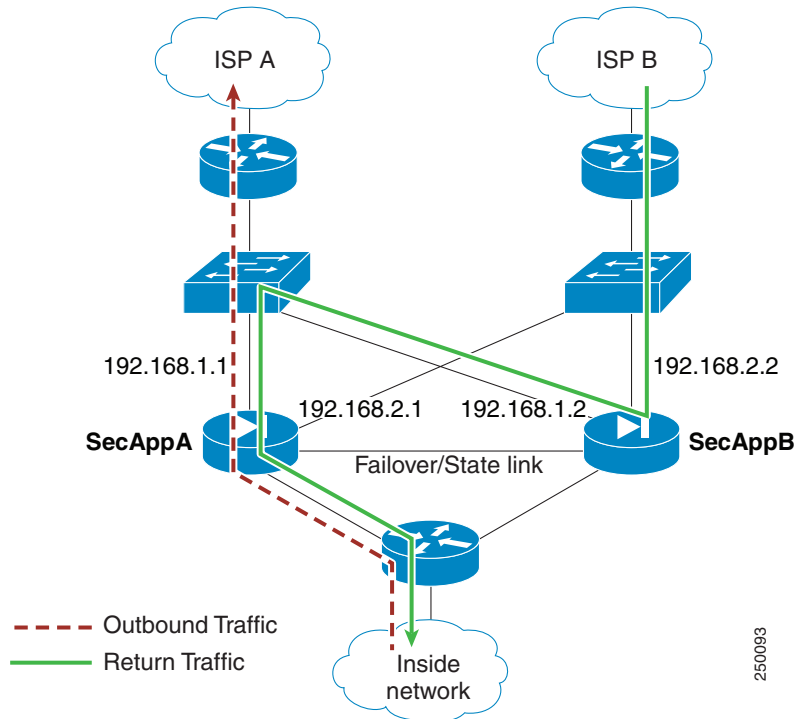 ISP A
ISP B
192.168.1.1
192.168.2.2
192.168.2.1
192.168.1.2
SecAppA
SecAppB
Failover/State link
Outbound Traffic
Return Traffic
Inside
network
250093